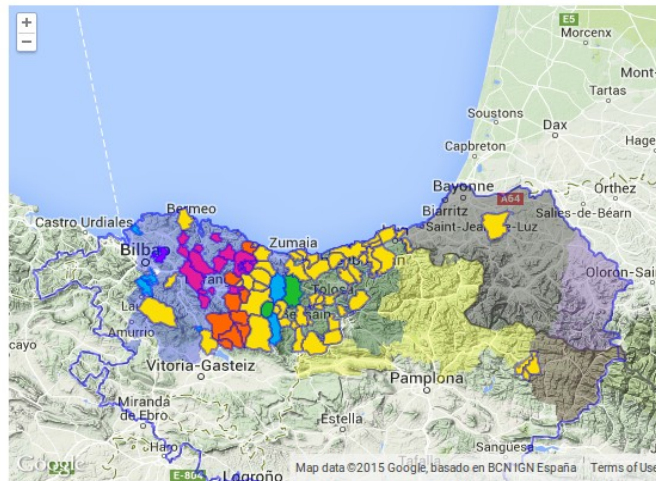 +
−
E5
Morcenx
Mont-
Tartas
Soustons
Dax
Hage
Capbreton
Bayonne
A64
Orthez
Biarritz
Salies-de-Béarn
Saint-Jean-de-Luz
Castro Urdiales
Bermeo
Zumaia
Bilba
Oloron-Sai
Tolosa
Amurrio
cayo
Vitoria-Gasteiz
Pamplona
Miranda
de Ebro
Estella
Haro
Sanguesa
Tafalla
Google
E-804
Logroño
Map data ©2015 Google, basado en BCN IGN España
Terms of Use